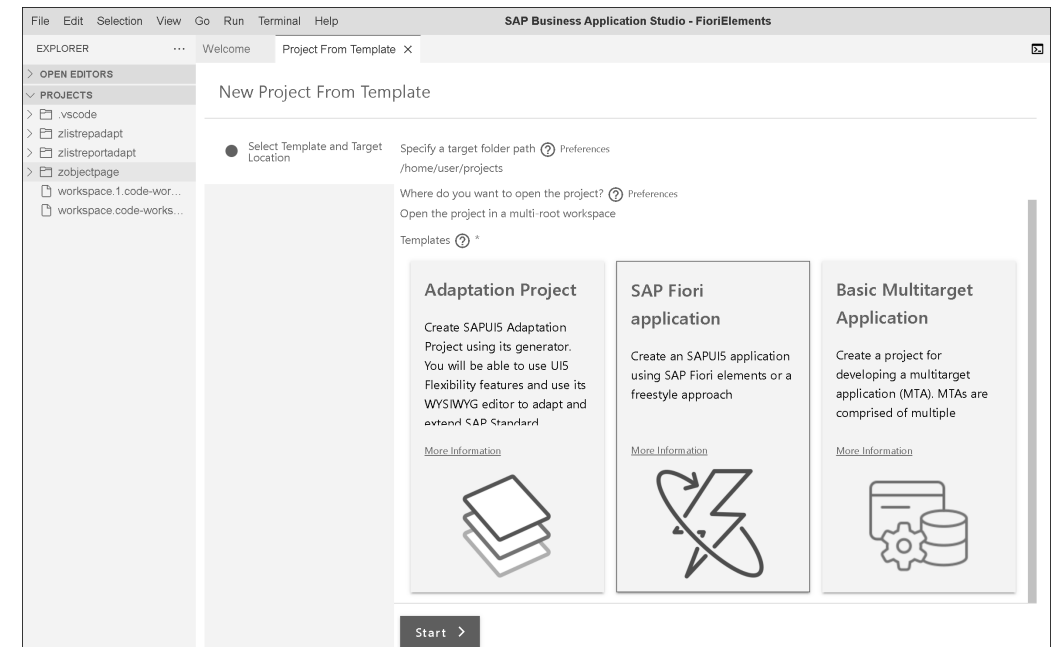 File Edit Selection View Go Run Terminal Help SAP Business Application Studio - FioriElements
EXPLORER ... Welcome Project From Template ×
OPEN EDITORS
PROJECTS
.vscode
zlistrepadapt
zlistreportadapt
zobjectpage
workspace.1.code-wor...
workspace.code-works...
New Project From Template
Select Template and Target
Location
Specify a target folder path ? Preferences
/home/user/projects
Where do you want to open the project? ? Preferences
Open the project in a multi-root workspace
Templates ? *
Adaptation Project
Create SAPUI5 Adaptation
Project using its generator.
You will be able to use UI5
Flexibility features and use its
WYSIWYG editor to adapt and
extend SAP Standard
More Information
SAP Fiori
application
Create an SAPUI5 application
using SAP Fiori elements or a
freestyle approach
More Information
Basic Multitarget
Application
Create a project for
developing a multitarget
application (MTA). MTAs are
comprised of multiple
More Information
Start >